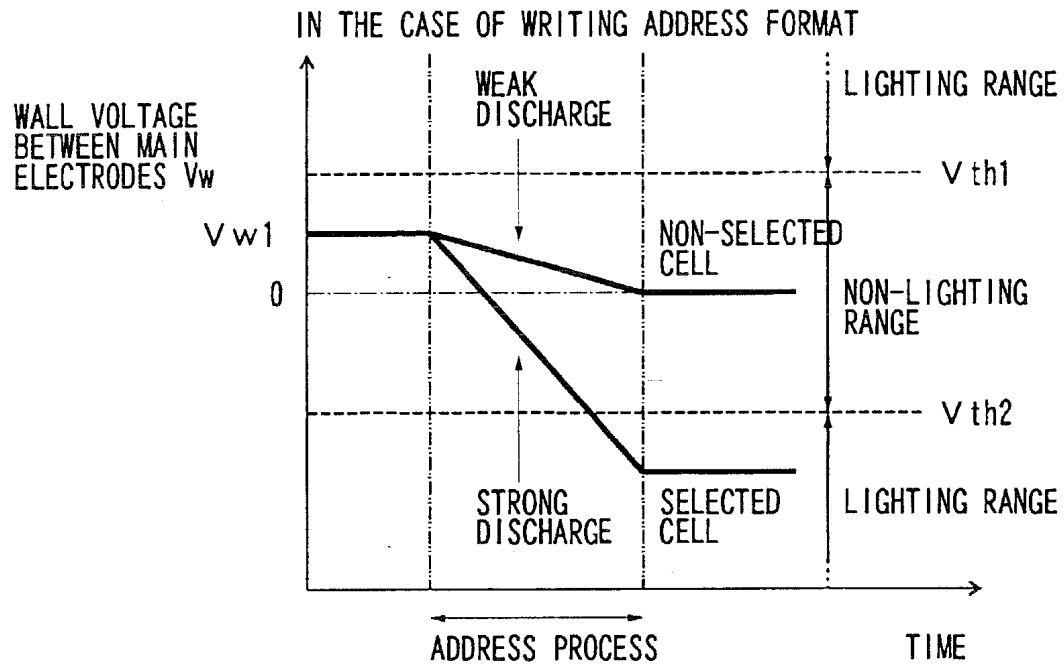 IN THE CASE OF WRITING ADDRESS FORMAT
WEAK
DISCHARGE
LIGHTING RANGE
WALL VOLTAGE
BETWEEN MAIN
ELECTRODES Vw
Vth1
Vw1
NON-SELECTED
CELL
0
NON-LIGHTING
RANGE
Vth2
STRONG
DISCHARGE
SELECTED
CELL
LIGHTING RANGE
ADDRESS PROCESS
TIME